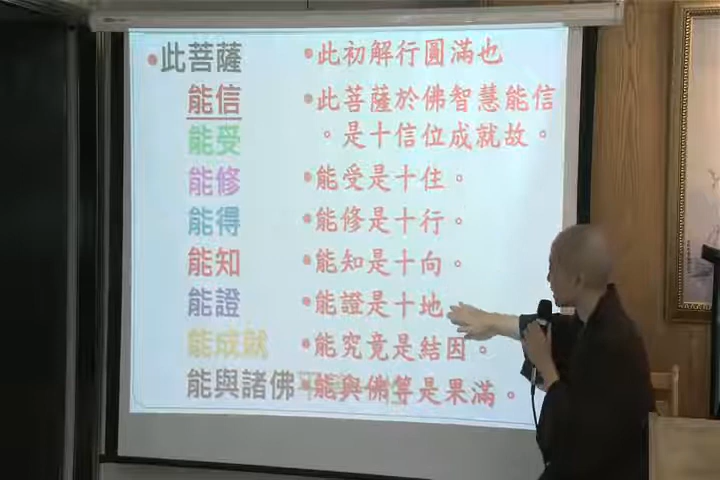 •此菩薩
能信
能受
能修
能得
能知
能證
能成就
能與諸佛
•此初解行圓滿也
•此菩薩於佛智慧能信
。是十信位成就故。
•能受是十住。
•能修是十行。
•能知是十向。
•能證是十地
•能究竟是結因。
•能與佛等是果滿。